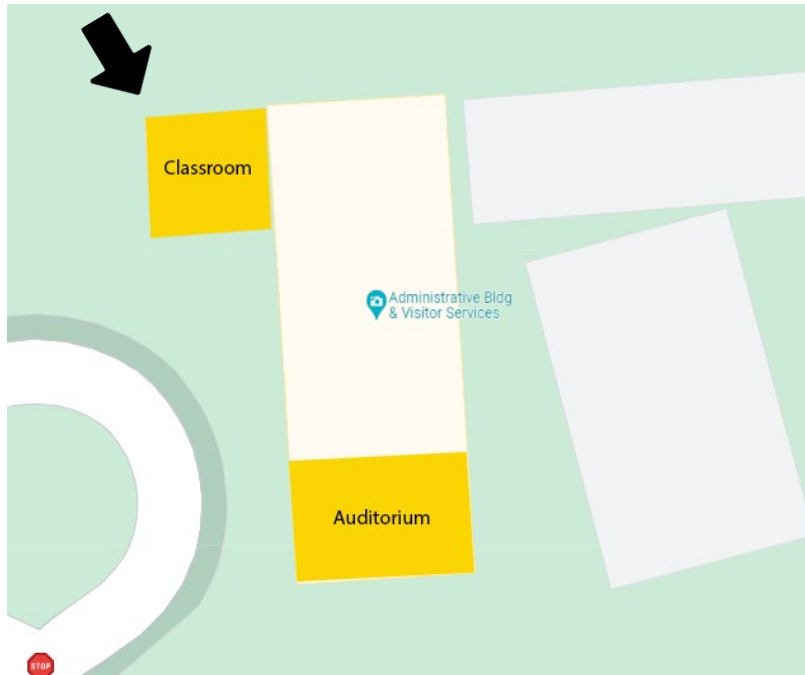 Classroom
Administrative Bldg
& Visitor Services
Auditorium
STOP